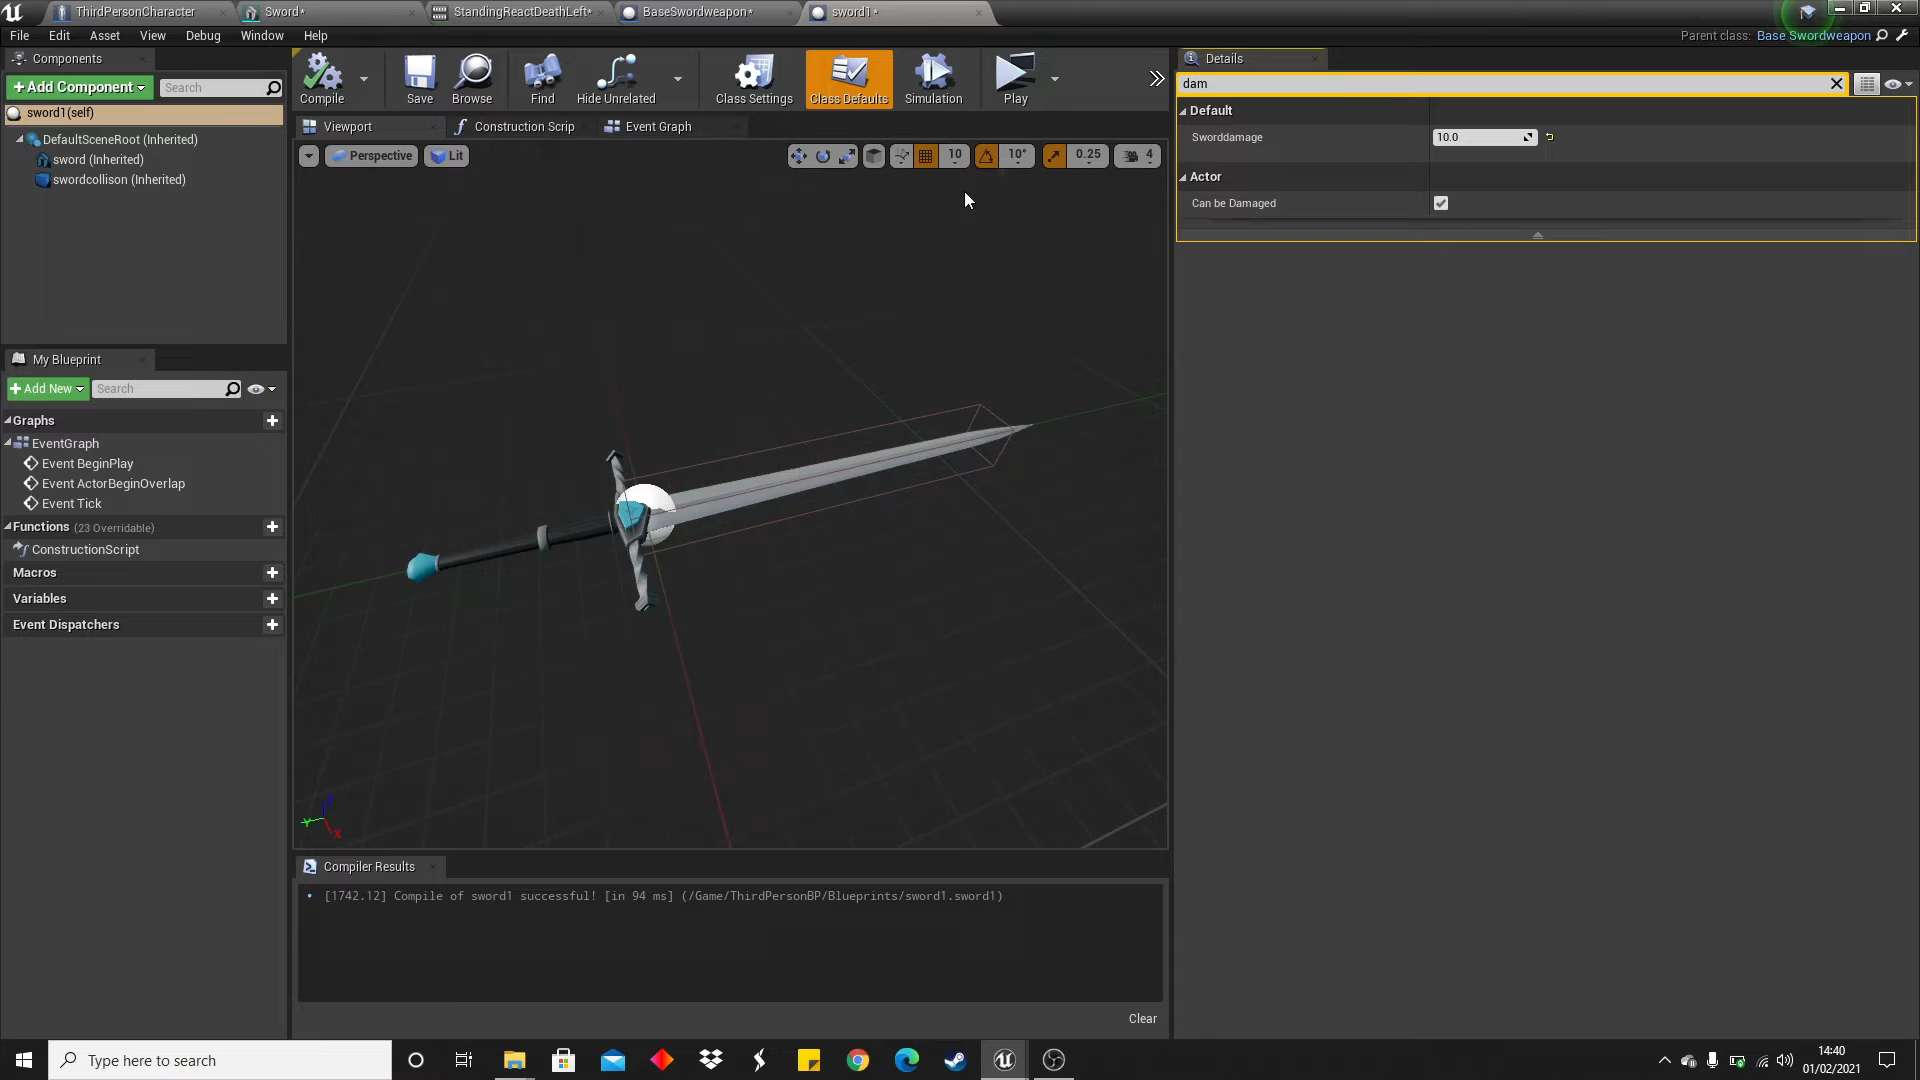 ThirdPersonCharacter
Sword*
StandingReactDeathLeft*
BaseSwordweapon*
sword1*
File Edit Asset View Debug Window Help
Parent class: Base Swordweapon
Components
+Add Component
Search
sword1(self)
DefaultSceneRoot (Inherited)
sword (Inherited)
swordcollison (Inherited)
My Blueprint
+Add New
Search
Graphs
EventGraph
Event BeginPlay
Event ActorBeginOverlap
Event Tick
Functions (23 Overridable)
ConstructionScript
Macros
Variables
Event Dispatchers
Compile
Save
Browse
Find
Hide Unrelated
Class Settings
Class Defaults
Simulation
Play
Viewport
Construction Scrip
Event Graph
Perspective
Lit
10
10°
0.25
4
Z
Y
X
Compiler Results
[1742.12] Compile of sword1 successful! [in 94 ms] (/Game/ThirdPersonBP/Blueprints/sword1.sword1)
Clear
Details
dam
Default
Sworddamage 10.0
Actor
Can be Damaged
Type here to search
14:40
01/02/2021